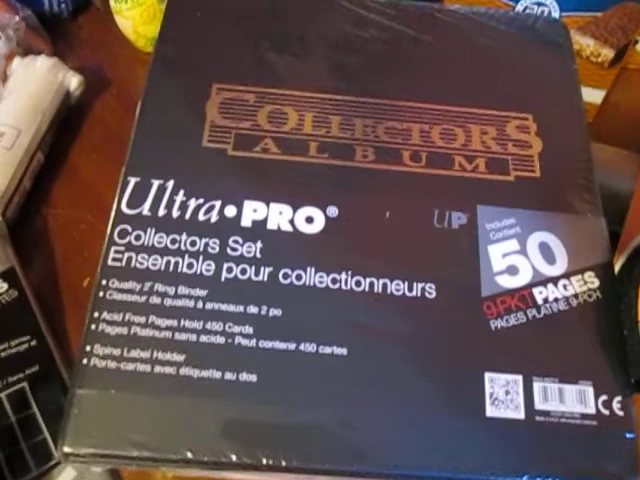 COLLECTORS
ALBUM
Ultra•PRO®
UP
Collectors Set
Ensemble pour collectionneurs
• Quality 2" Ring Binder
• Classeur de qualité à anneaux de 2 po
• Acid Free Pages Hold 450 Cards
• Pages Platinum sans acide - Peut contenir 450 cartes
• Spine Label Holder
• Porte-cartes avec étiquette au dos
Includes
Contient
50
9-PKT PAGES
PAGES PLATINE 9-POCH
CE